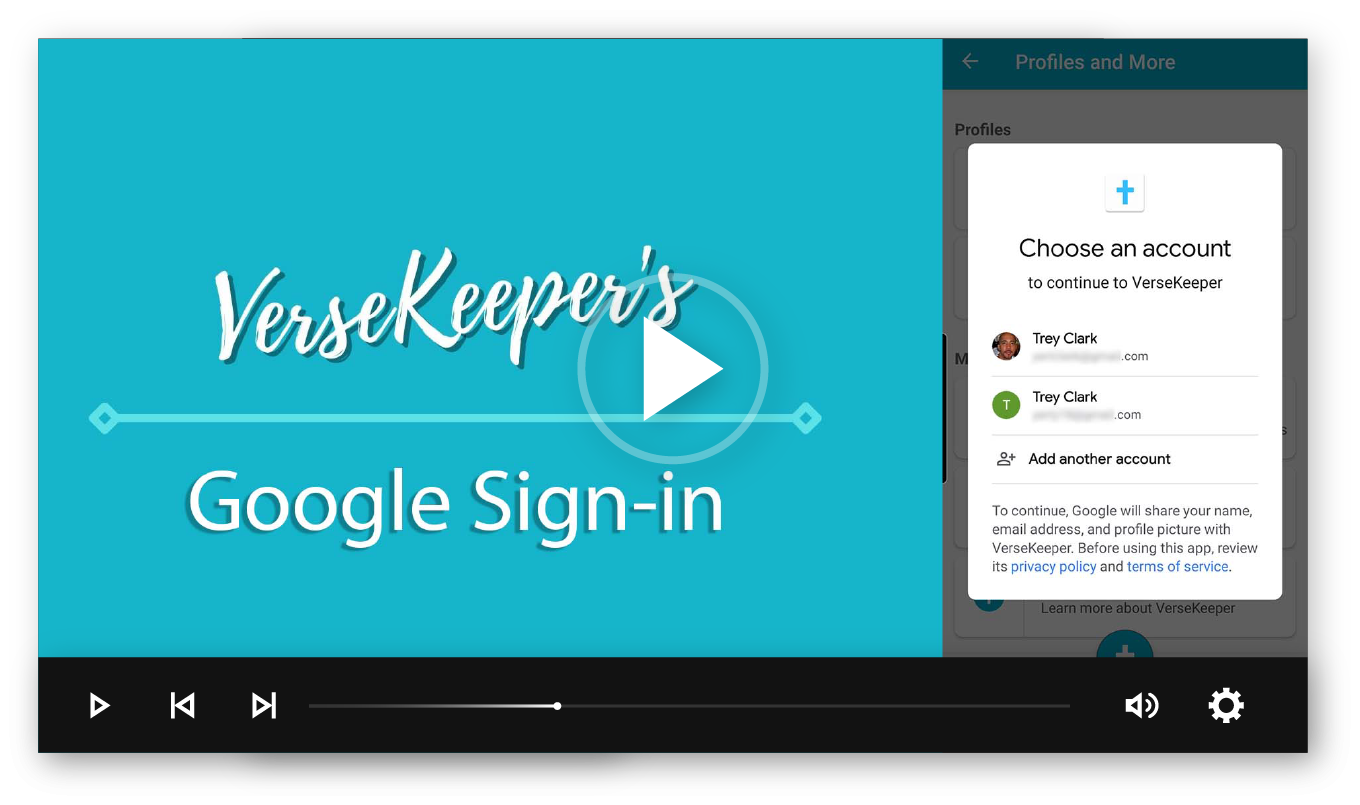 VerseKeeper's
Google Sign-in
Profiles and More
Profiles
Choose an account
to continue to VerseKeeper
Trey Clark
.com
T
Trey Clark
.com
Add another account
To continue, Google will share your name,
email address, and profile picture with
VerseKeeper. Before using this app, review
its privacy policy and terms of service.
Learn more about VerseKeeper